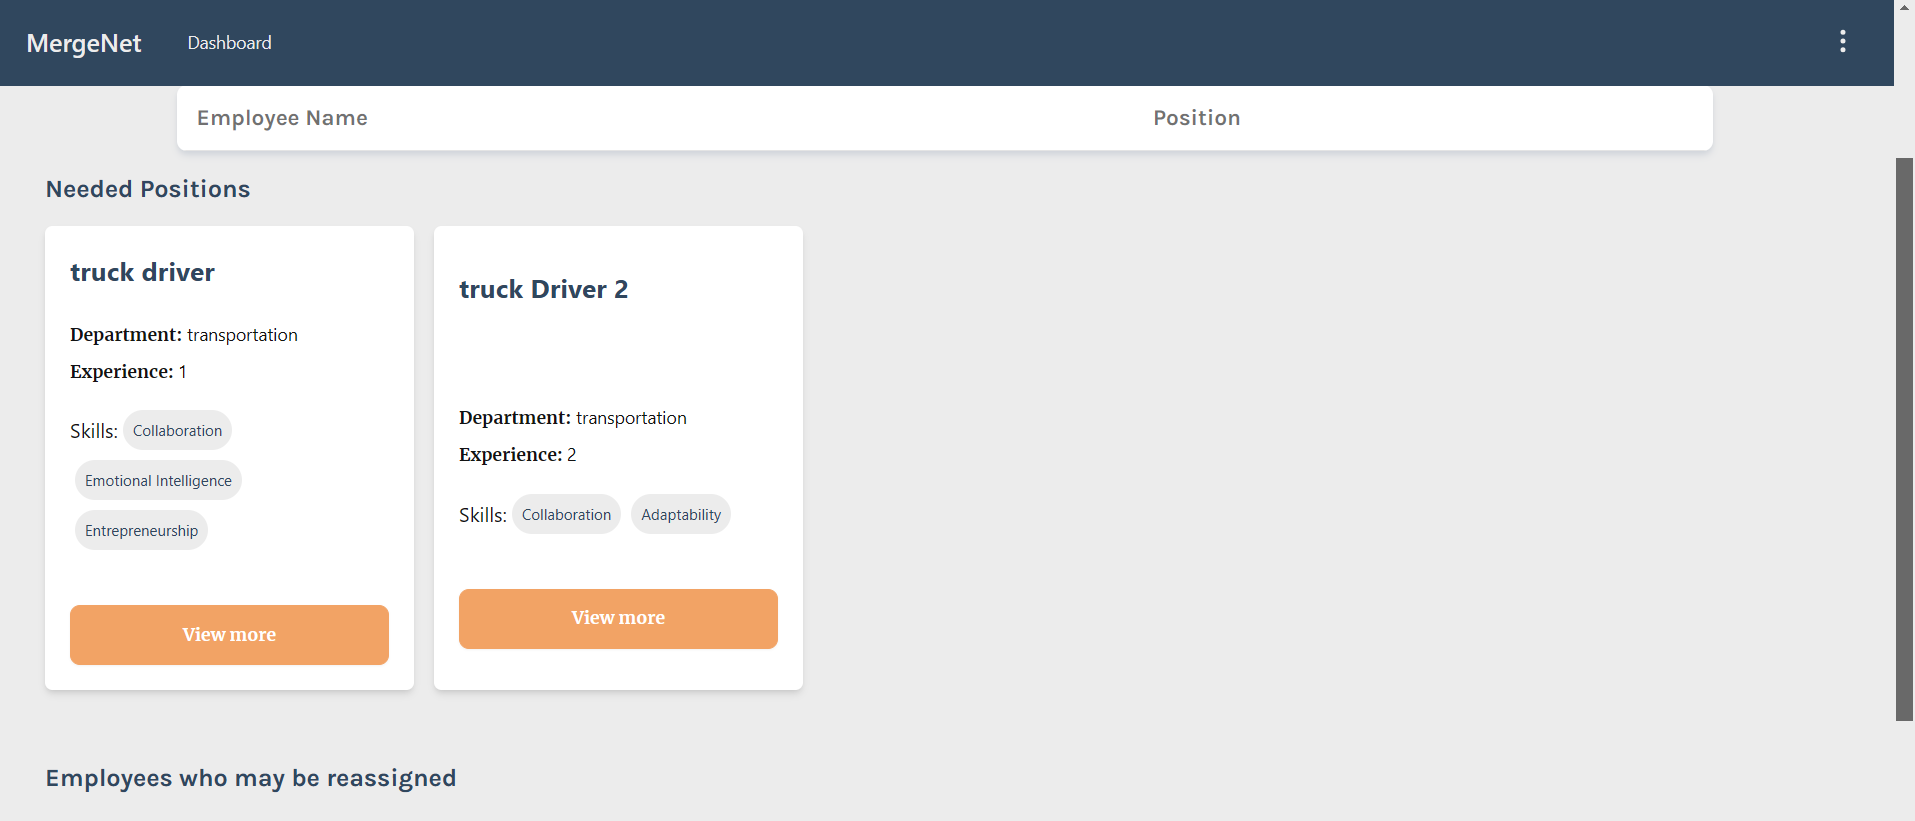 MergeNet Dashboard
Employee Name Position
Needed Positions
truck driver
Department: transportation
Experience: 1
Skills: Collaboration
Emotional Intelligence
Entrepreneurship
View more
truck Driver 2
Department: transportation
Experience: 2
Skills: Collaboration Adaptability
View more
Employees who may be reassigned